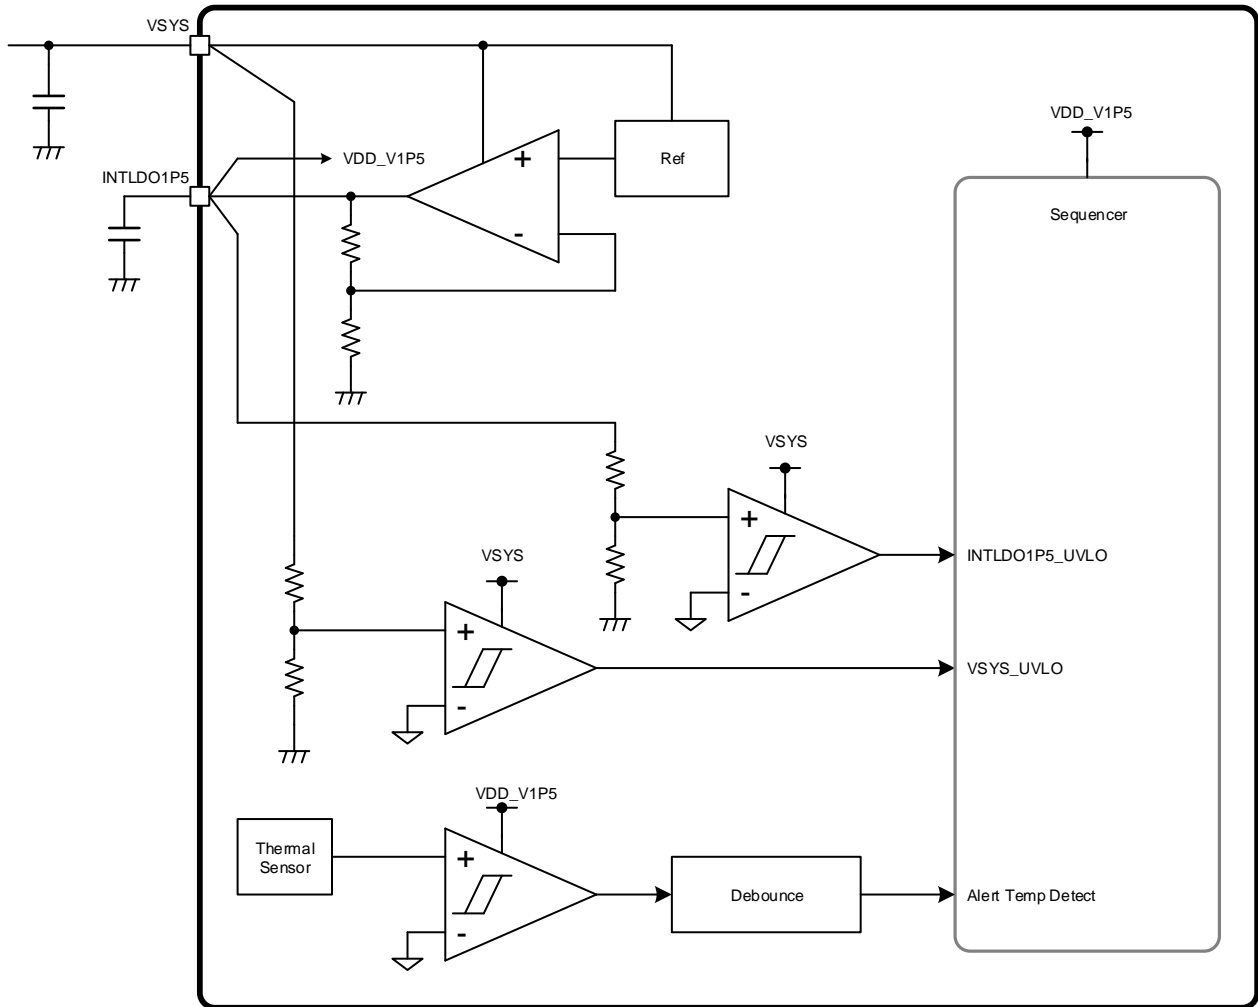 VSYS
VDD_V1P5
VDD_V1P5
Ref
INTLDO1P5
Sequencer
+
-
VSYS
+
-
INTLDO1P5_UVLO
VSYS
+
-
VSYS_UVLO
VDD_V1P5
Thermal
Sensor
+
-
Debounce
Alert Temp Detect